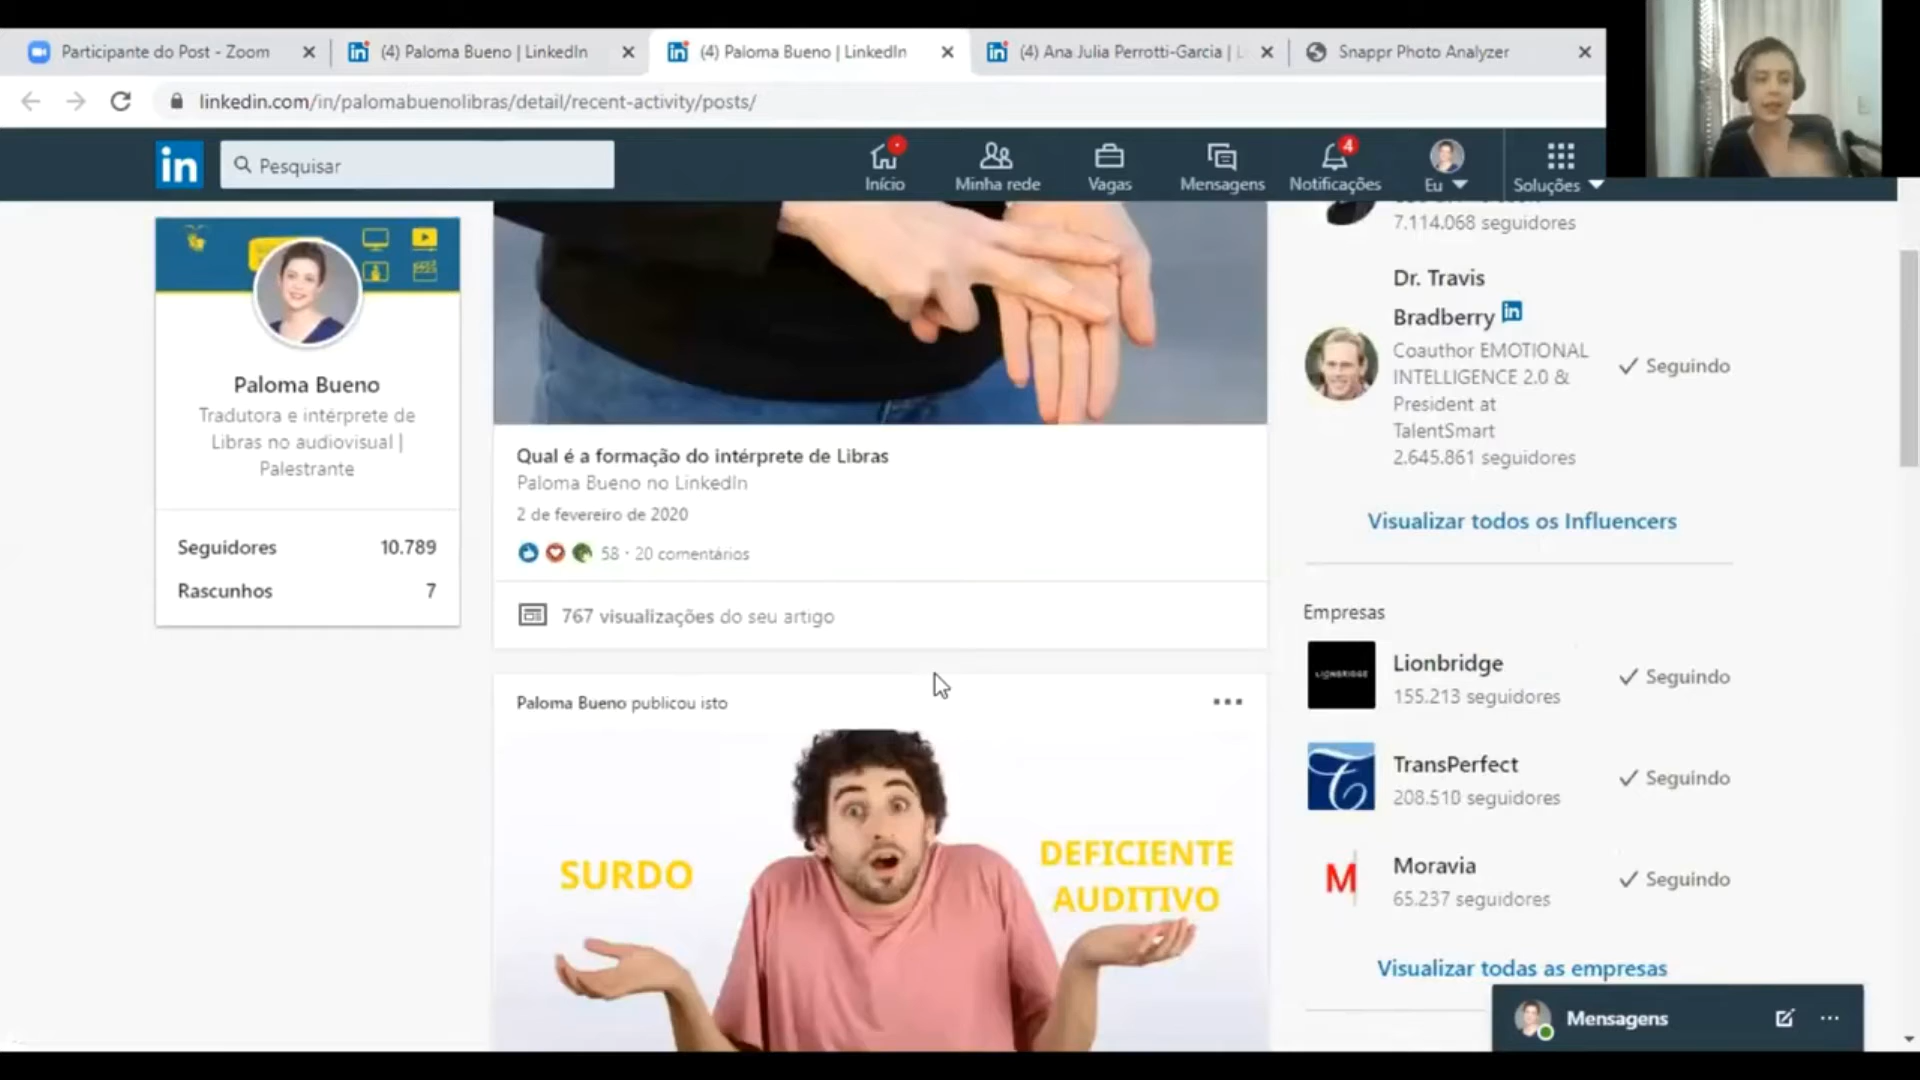 Participante do Post - Zoom
(4) Paloma Bueno | LinkedIn
(4) Paloma Bueno | LinkedIn
(4) Ana Julia Perrotti-Garcia |
Snappr Photo Analyzer
linkedin.com/in/palomabuenolibras/detail/recent-activity/posts/
in
Pesquisar
Início
Minha rede
Vagas
Mensagens
4
Notificações
Eu
Soluções
Paloma Bueno
Tradutora e intérprete de
Libras no audiovisual |
Palestrante
Seguidores 10.789
Rascunhos 7
Qual é a formação do intérprete de Libras
Paloma Bueno no LinkedIn
2 de fevereiro de 2020
58 · 20 comentários
767 visualizações do seu artigo
Paloma Bueno publicou isto
SURDO
DEFICIENTE
AUDITIVO
7.114.068 seguidores
Dr. Travis
Bradberry in
Coauthor EMOTIONAL
INTELLIGENCE 2.0 &
President at
TalentSmart
2.645.861 seguidores
Seguindo
Visualizar todos os Influencers
Empresas
LIONBRIDGE
Lionbridge
155.213 seguidores
Seguindo
TransPerfect
208.510 seguidores
Seguindo
M
Moravia
65.237 seguidores
Seguindo
Visualizar todas as empresas
Mensagens